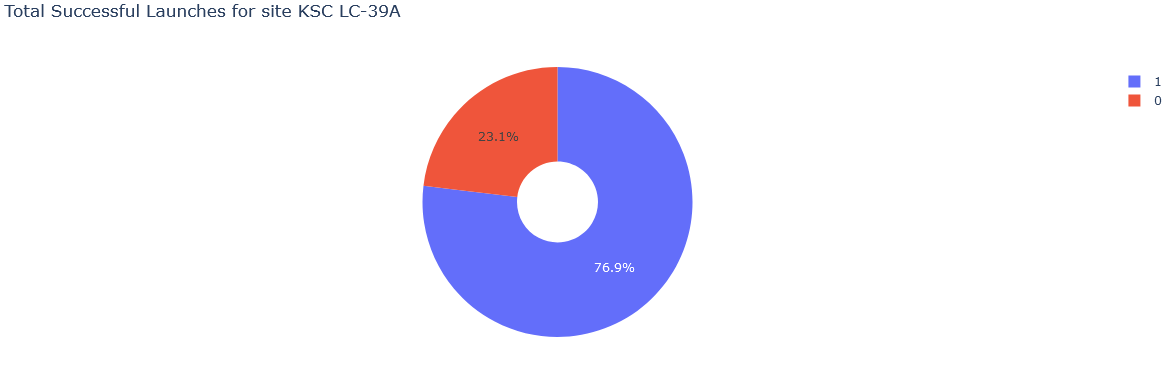 Total Successful Launches for site KSC LC-39A
1
0
23.1%
76.9%